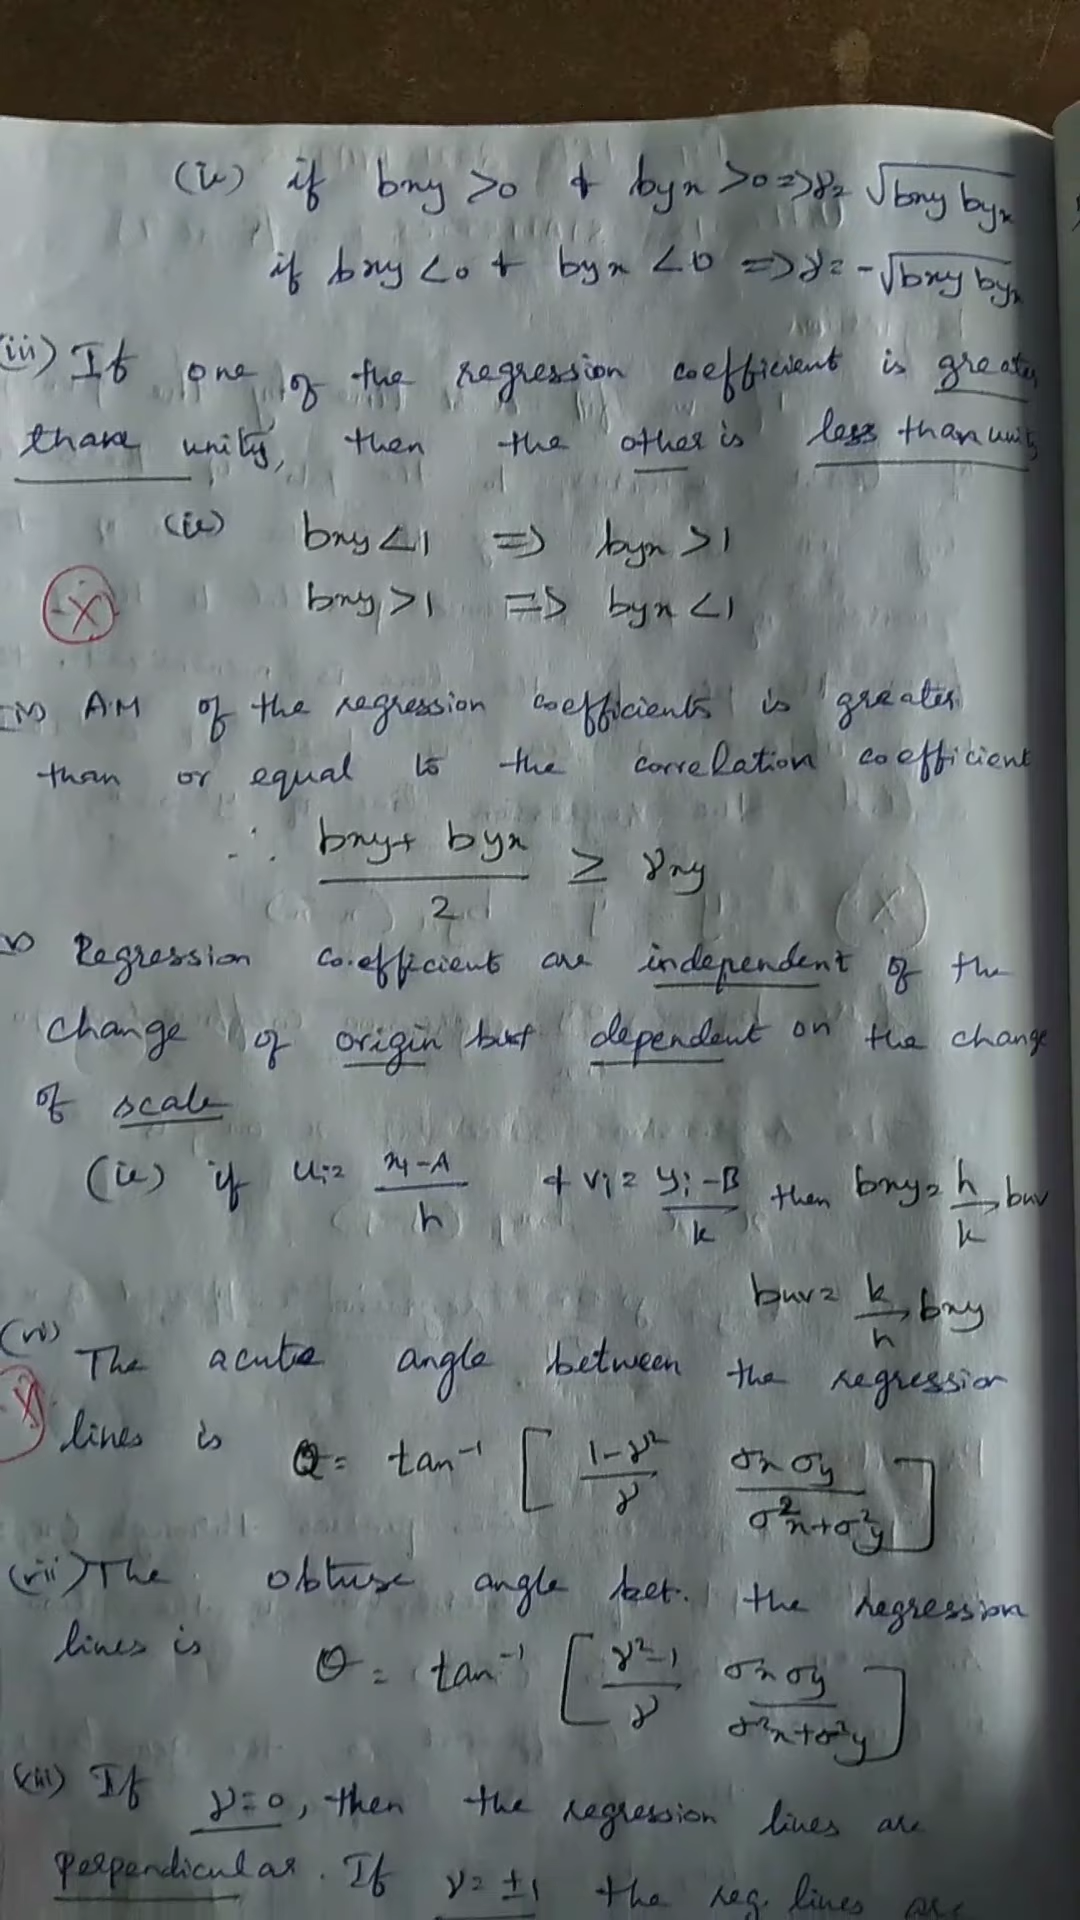 (ie) if bxy >0 & byx >0 => γ = √bxy byx
if bxy <0 & byx <0 => γ = -√bxy byx
(iii) If one of the regression coefficient is greater
than unity, then the other is less than unity
(ie) bxy <1 => byx >1
X bxy >1 => byx <1
iv) AM of the regression coefficients is greater
than or equal to the correlation coefficient
∴ (bxy + byx)/2 ≥ γxy
v) Regression co.efficient are independent of the
change of origin but dependent on the change
of scale
(ie) if ui = (xi-A)/h & vi = (yi-B)/k then bxy = h/k buv
buv = k/h bxy
(vi) The acute angle between the regression
X lines is θ = tan⁻¹ [ (1-γ²)/γ σx σy/(σ²x+σ²y) ]
(vii) The obtuse angle bet. the regression
lines is θ = tan⁻¹ [ (γ²-1)/γ σx σy/(σ²x+σ²y) ]
(viii) If γ=0, then the regression lines are
perpendicular. If γ = ±1 the reg. lines are